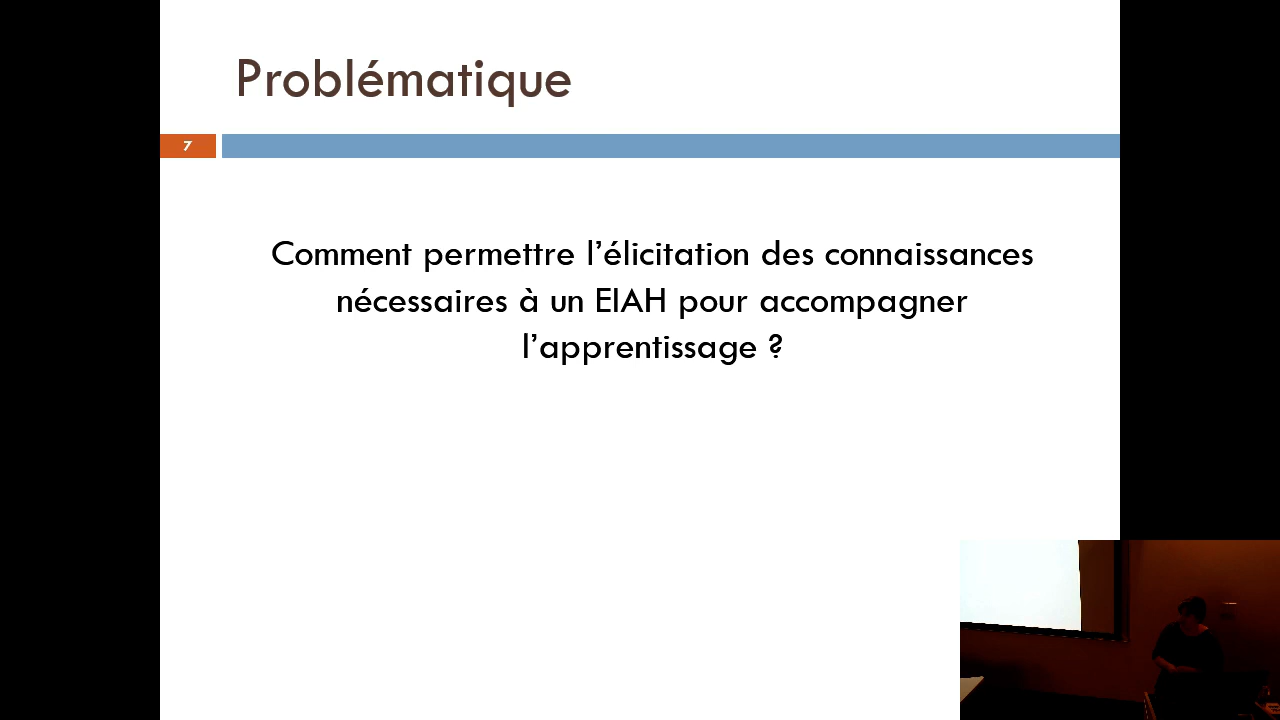 Problématique
7
Comment permettre l’élicitation des connaissances
nécessaires à un EIAH pour accompagner
l’apprentissage ?